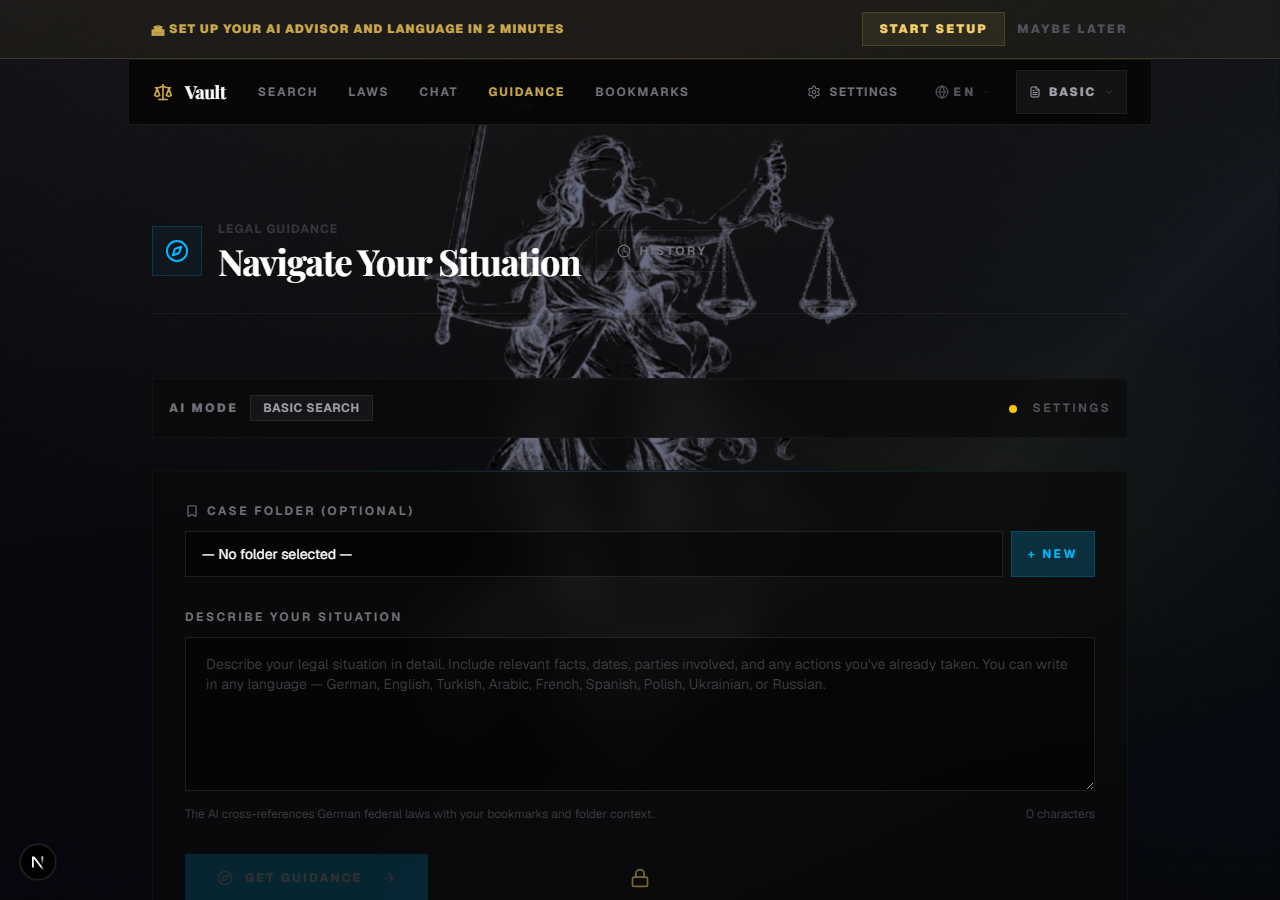 SET UP YOUR AI ADVISOR AND LANGUAGE IN 2 MINUTES
START SETUP
MAYBE LATER
Vault
SEARCH
LAWS
CHAT
GUIDANCE
BOOKMARKS
SETTINGS
EN
BASIC
LEGAL GUIDANCE
Navigate Your Situation
HISTORY
AI MODE
BASIC SEARCH
SETTINGS
CASE FOLDER (OPTIONAL)
— No folder selected —
+ NEW
DESCRIBE YOUR SITUATION
Describe your legal situation in detail. Include relevant facts, dates, parties involved, and any actions you've already taken. You can write
in any language — German, English, Turkish, Arabic, French, Spanish, Polish, Ukrainian, or Russian.
The AI cross-references German federal laws with your bookmarks and folder context.
0 characters
GET GUIDANCE
N